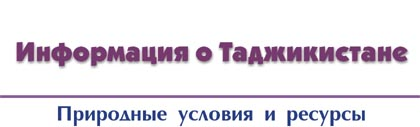 Информация о Таджикистане
Природные условия и ресурсы